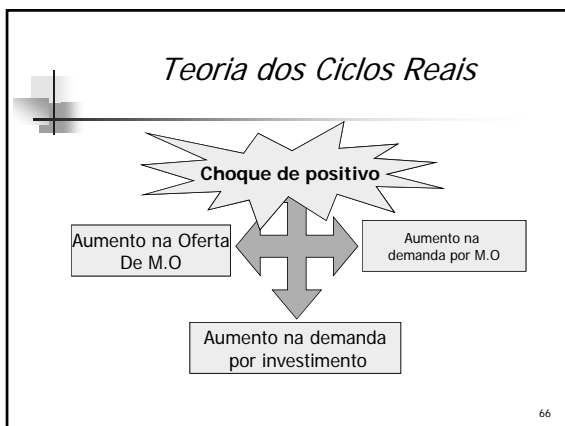 Teoria dos Ciclos Reais
Choque de positivo
Aumento na Oferta
De M.O
Aumento na
demanda por M.O
Aumento na demanda
por investimento
66